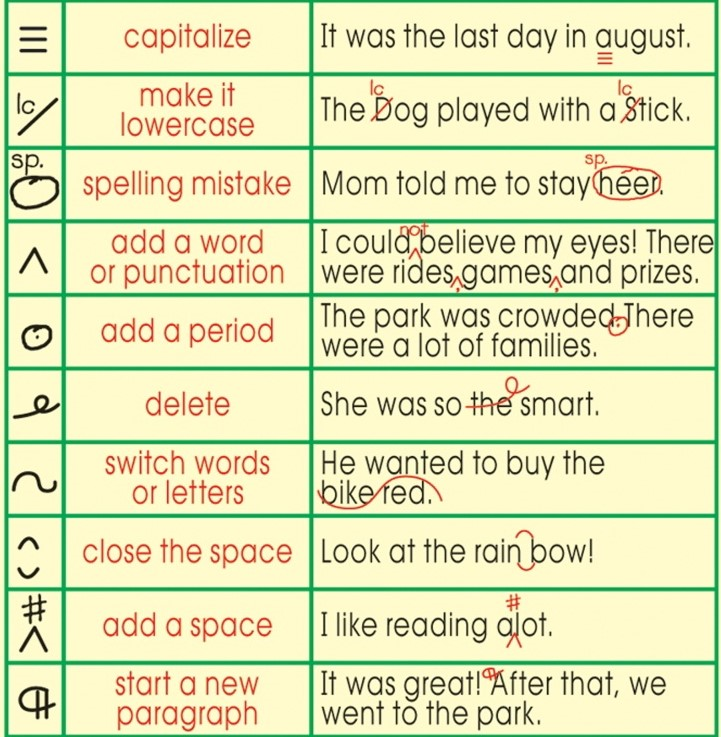 capitalize
It was the last day in august.
lc
make it
lowercase
lc lc
The Dog played with a Stick.
sp.
spelling mistake
sp.
Mom told me to stay heer.
add a word
or punctuation
not
I could believe my eyes! There
were rides, games, and prizes.
add a period
The park was crowded. There
were a lot of families.
delete
She was so the smart.
switch words
or letters
He wanted to buy the
bike red.
close the space
Look at the rain bow!
#
add a space
#
I like reading alot.
¶
start a new
paragraph
It was great! ¶ After that, we
went to the park.